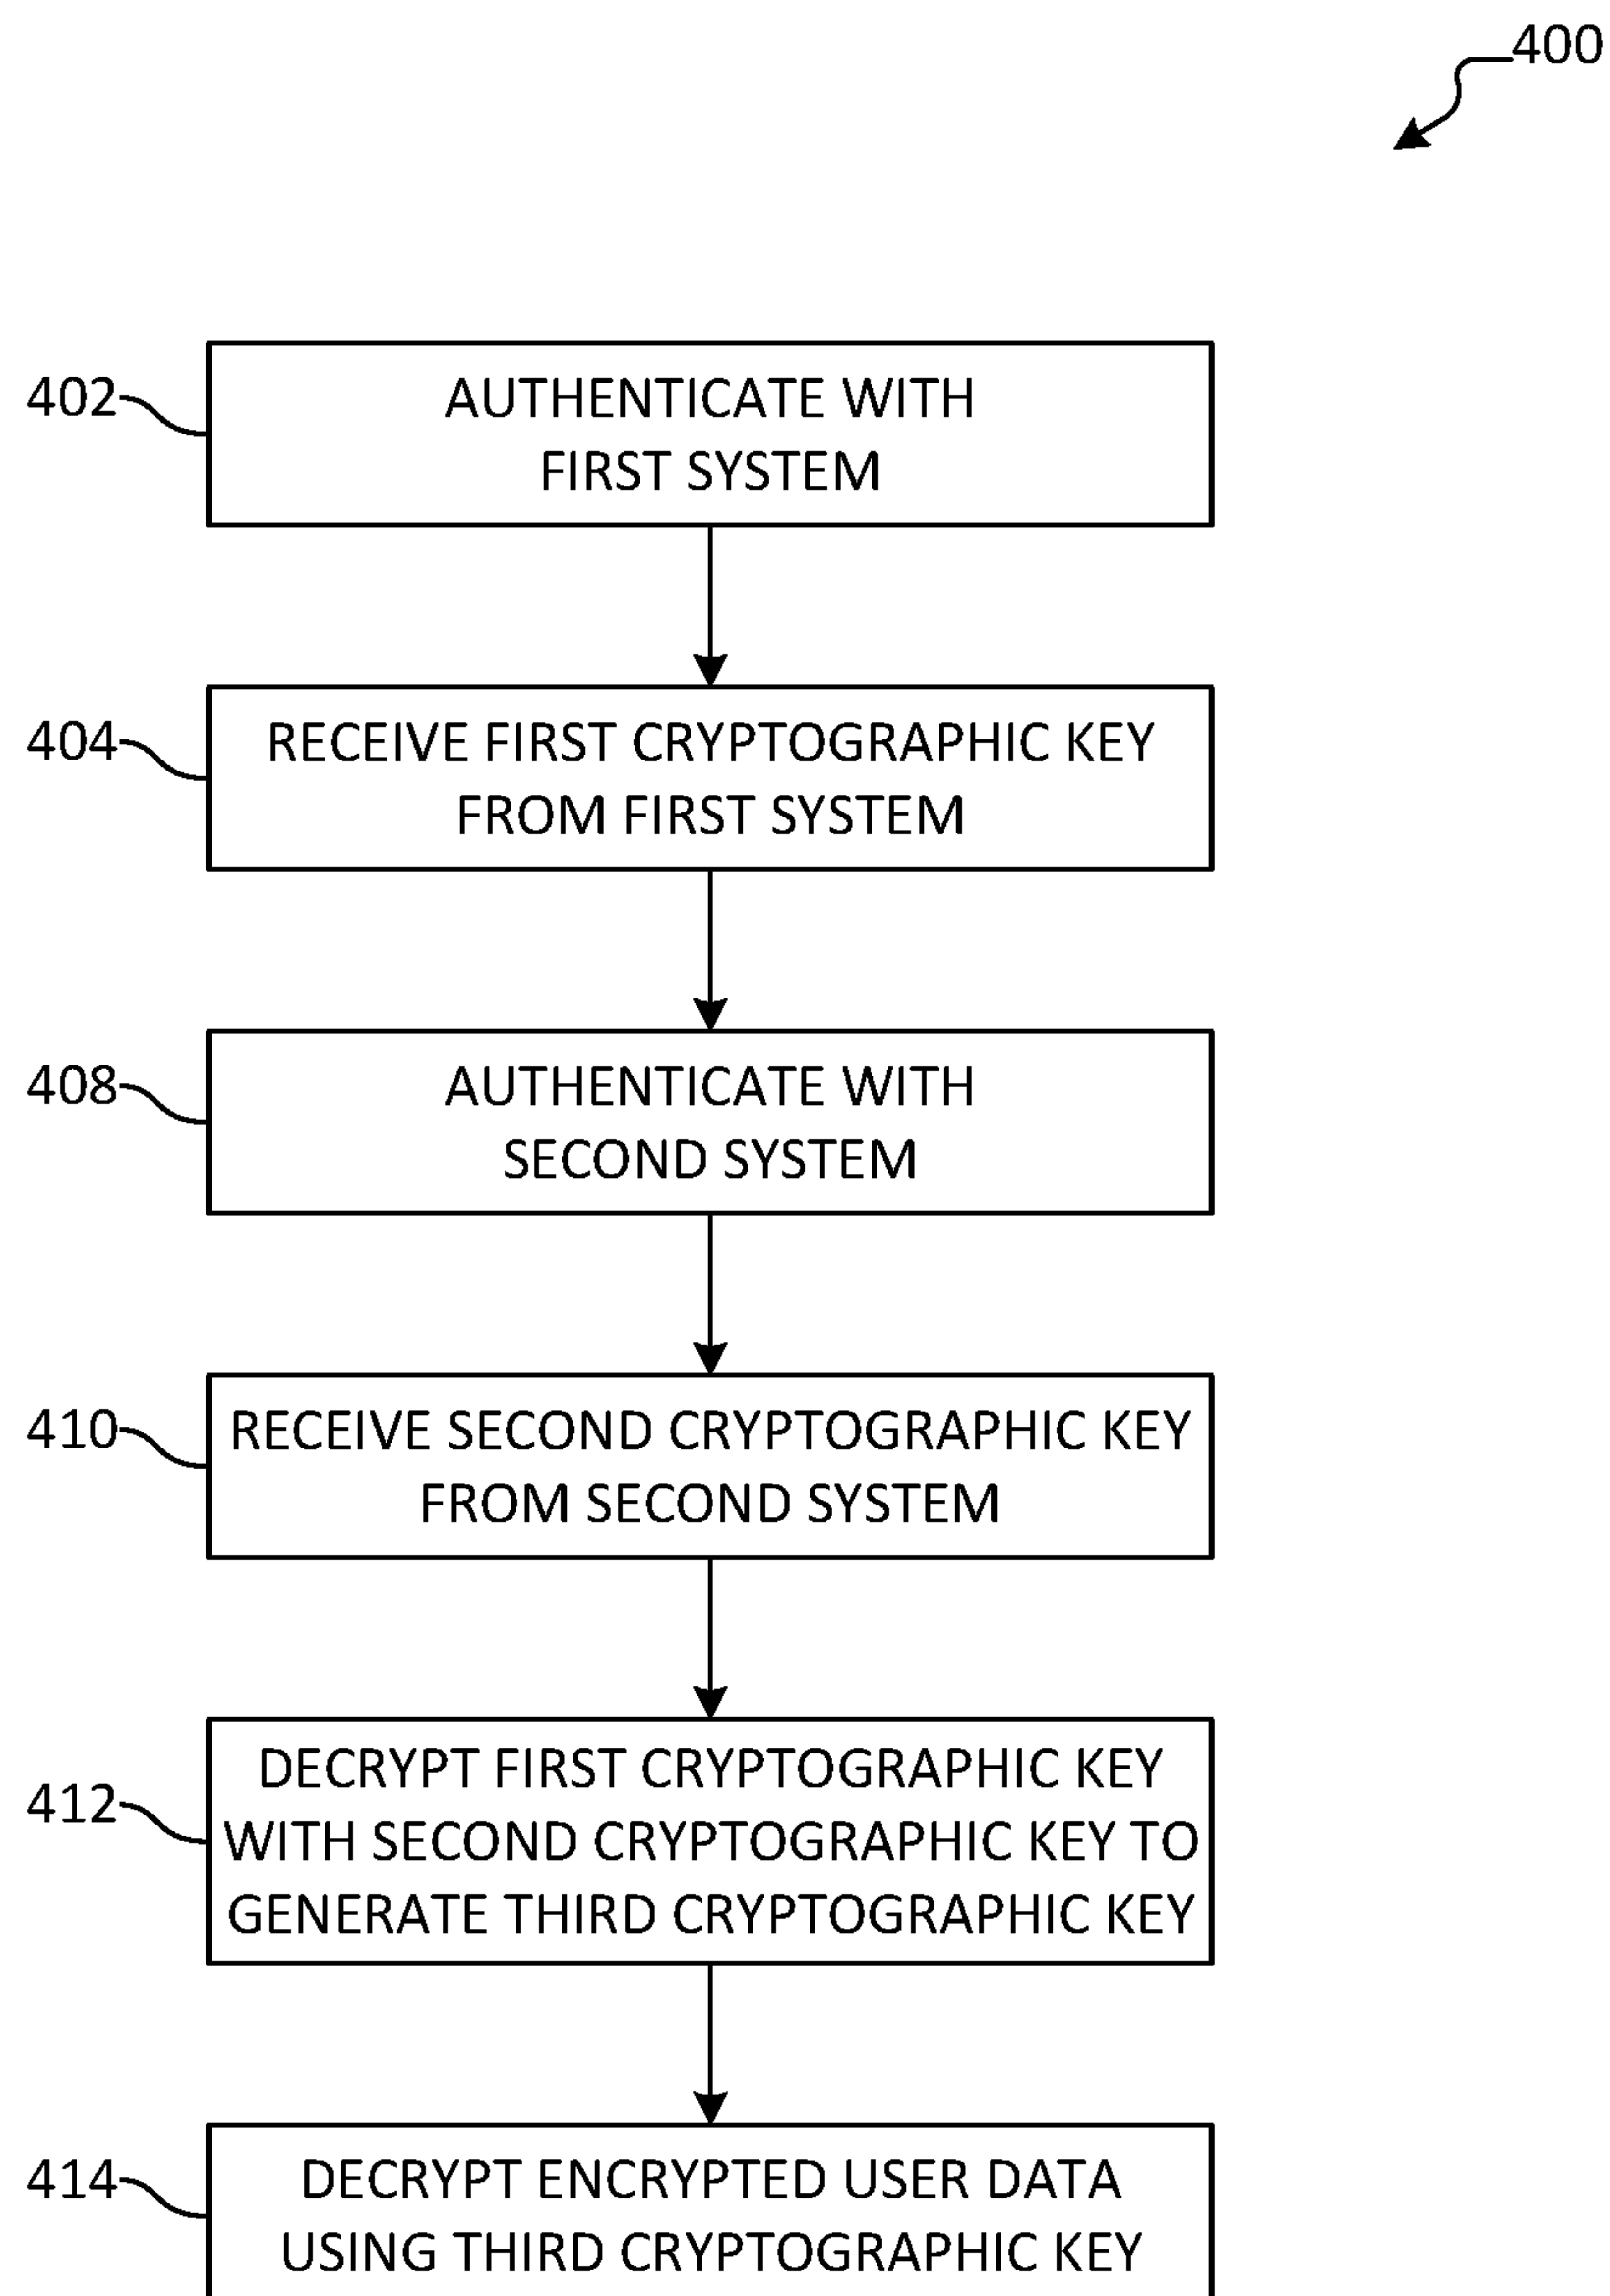 400
402
AUTHENTICATE WITH
FIRST SYSTEM
404
RECEIVE FIRST CRYPTOGRAPHIC KEY
FROM FIRST SYSTEM
408
AUTHENTICATE WITH
SECOND SYSTEM
410
RECEIVE SECOND CRYPTOGRAPHIC KEY
FROM SECOND SYSTEM
412
DECRYPT FIRST CRYPTOGRAPHIC KEY
WITH SECOND CRYPTOGRAPHIC KEY TO
GENERATE THIRD CRYPTOGRAPHIC KEY
414
DECRYPT ENCRYPTED USER DATA
USING THIRD CRYPTOGRAPHIC KEY